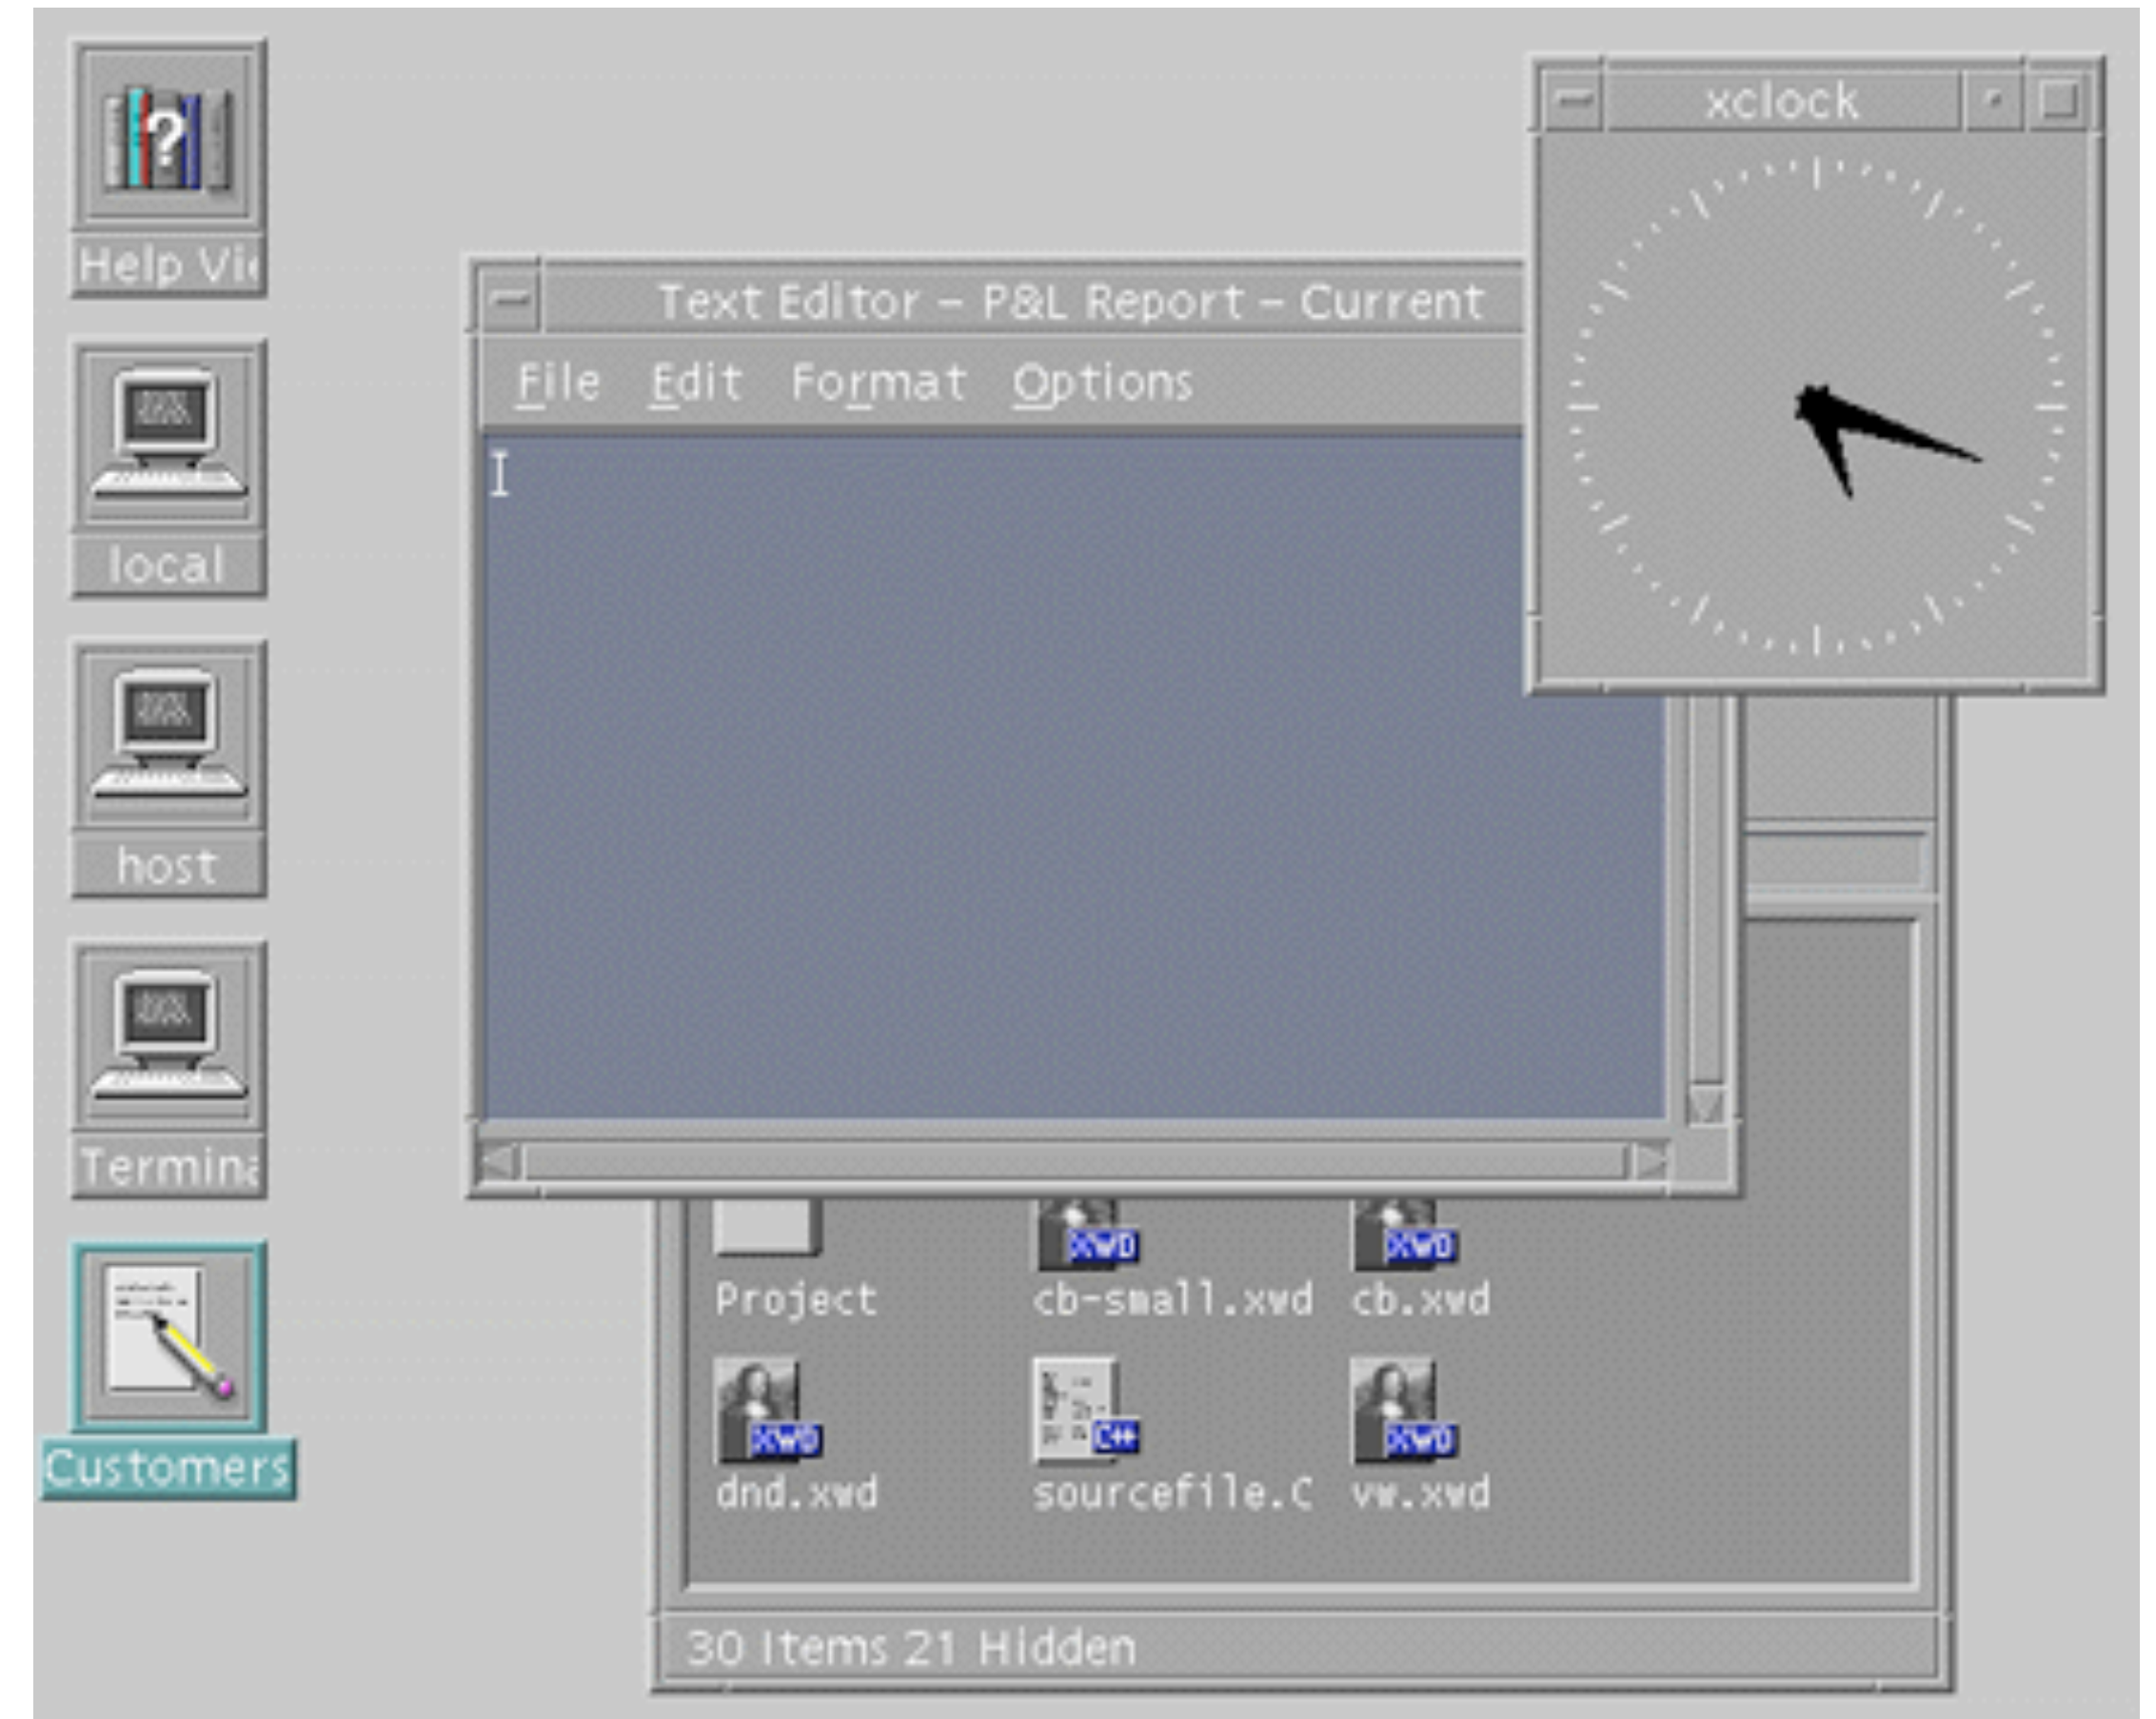 Help Vi
xclock
Text Editor – P&L Report – Current
File Edit Format Options
local
host
Termina
Customers
XWD XWD
Project cb-small.xwd cb.xwd
XWD C++ XWD
dnd.xwd sourcefile.C vw.xwd
30 Items 21 Hidden